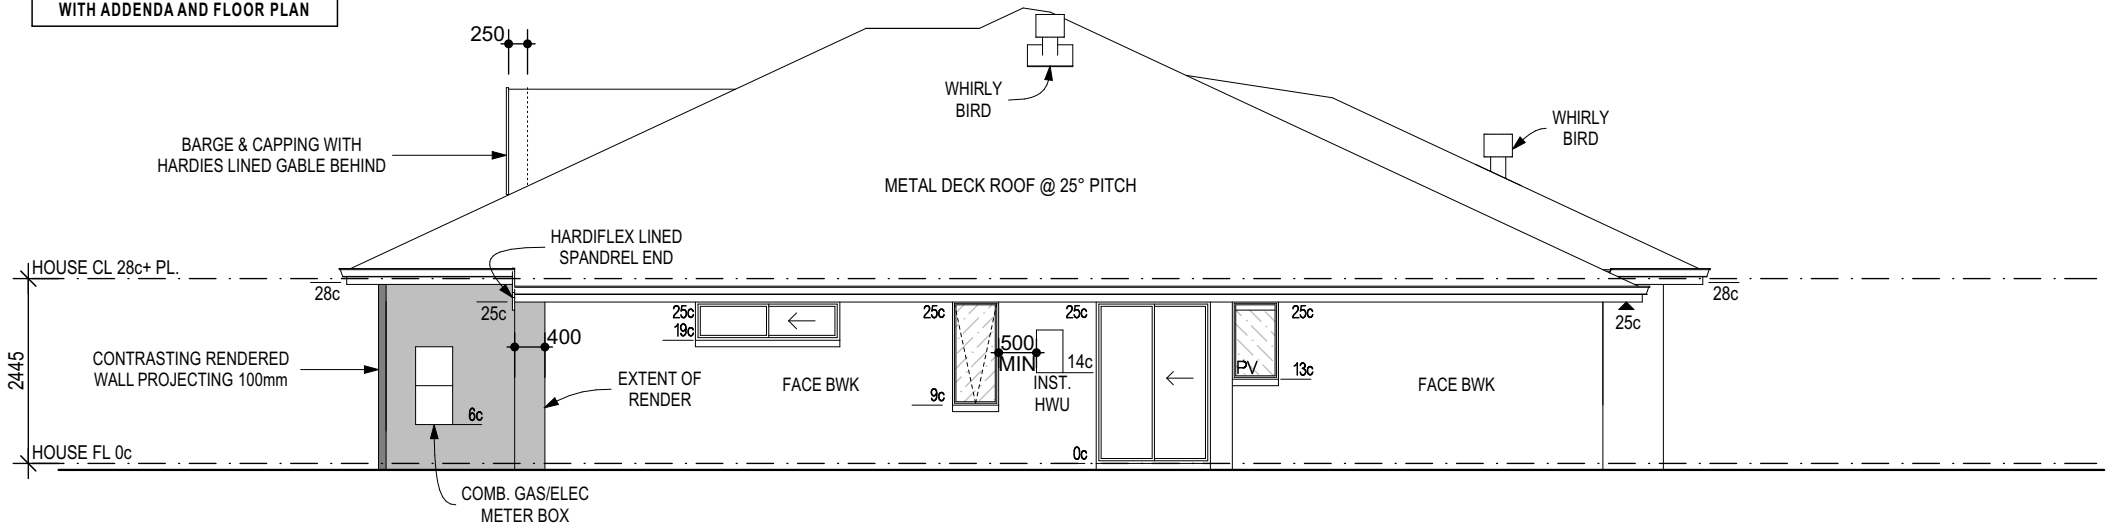 WITH ADDENDA AND FLOOR PLAN
250
WHIRLY
BIRD
WHIRLY
BIRD
BARGE & CAPPING WITH
HARDIES LINED GABLE BEHIND
METAL DECK ROOF @ 25° PITCH
HARDIFLEX LINED
SPANDREL END
HOUSE CL 28c+ PL.
28c
28c
25c
25c
19c
25c
25c
25c
25c
400
500
MIN
14c
INST.
HWU
PV
13c
2445
CONTRASTING RENDERED
WALL PROJECTING 100mm
EXTENT OF
RENDER
FACE BWK
FACE BWK
9c
6c
HOUSE FL 0c
0c
COMB. GAS/ELEC
METER BOX